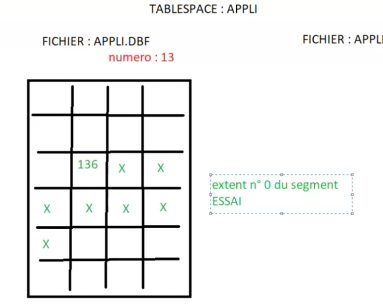 TABLESPACE : APPLI
FICHIER : APPLI.DBF
FICHIER : APPLI
numero : 13
136 X X
extent n° 0 du segment
ESSAI
X X X X
X